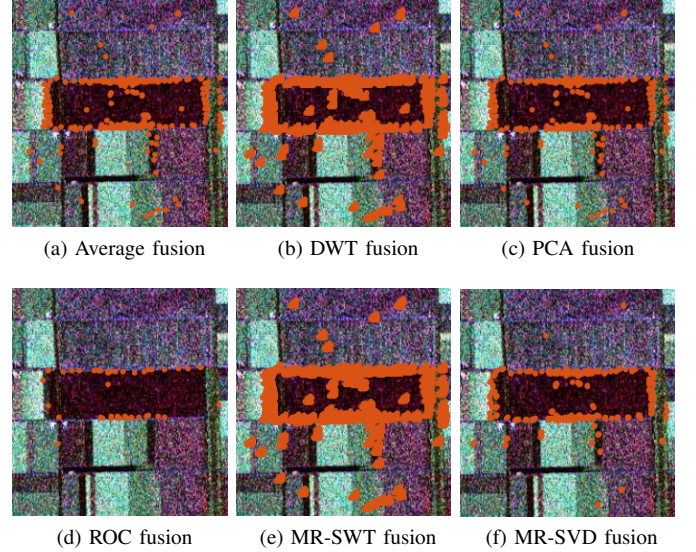 (a) Average fusion
(b) DWT fusion
(c) PCA fusion
(d) ROC fusion
(e) MR-SWT fusion
(f) MR-SVD fusion